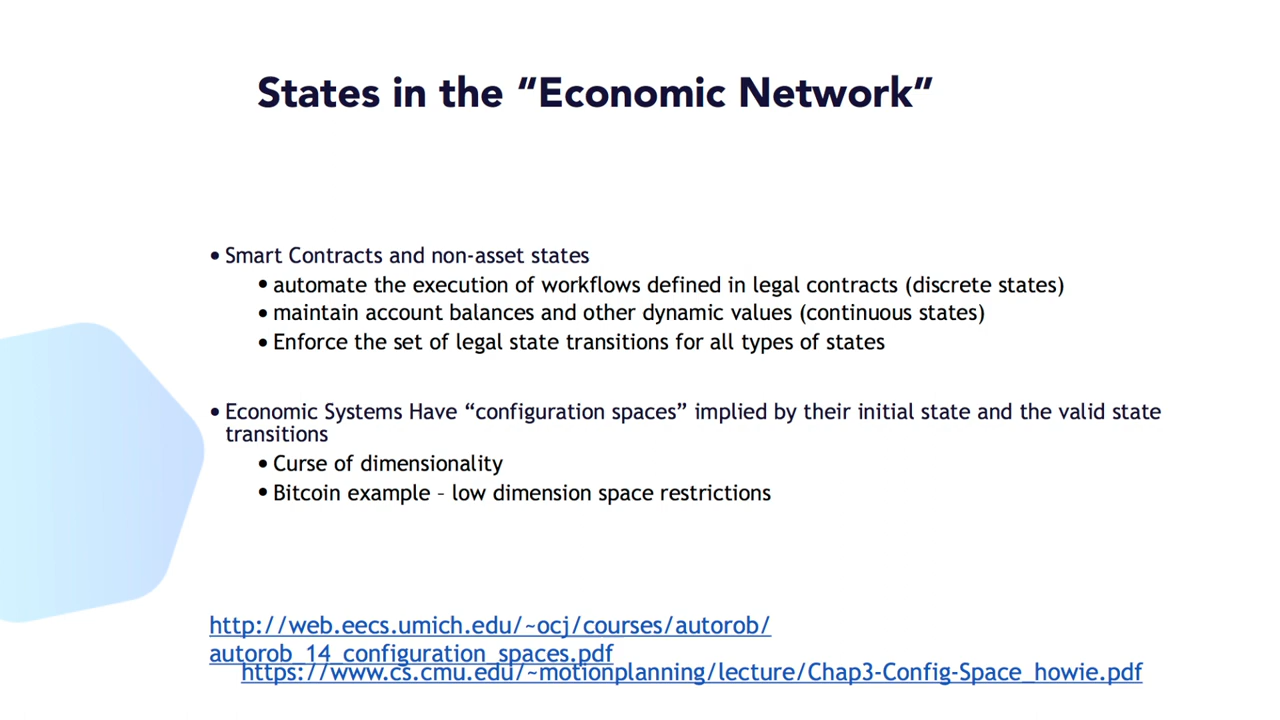 States in the “Economic Network”
• Smart Contracts and non-asset states
• automate the execution of workflows defined in legal contracts (discrete states)
• maintain account balances and other dynamic values (continuous states)
• Enforce the set of legal state transitions for all types of states
• Economic Systems Have “configuration spaces” implied by their initial state and the valid state
transitions
• Curse of dimensionality
• Bitcoin example – low dimension space restrictions
http://web.eecs.umich.edu/~ocj/courses/autorob/
autorob_14_configuration_spaces.pdf
https://www.cs.cmu.edu/~motionplanning/lecture/Chap3-Config-Space_howie.pdf